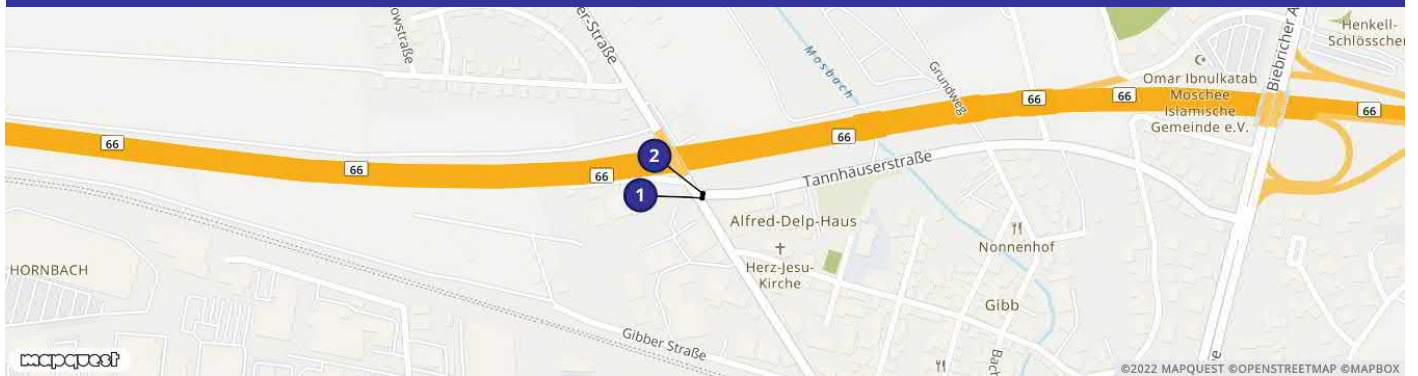 owstraße
er-Straße
Mosbach
Grundweg
Biebricher A
Henkell-
Schlösschen
Omar Ibnulkatab
Moschee
Islamische
Gemeinde e.V.
66
66
66
66
66
66
66
2
1
Tannhäuserstraße
Alfred-Delp-Haus
Nonnenhof
HORNBACH
Herz-Jesu-
Kirche
Gibb
Gibber Straße
Bach
e
mapquest
©2022 MAPQUEST ©OPENSTREETMAP ©MAPBOX